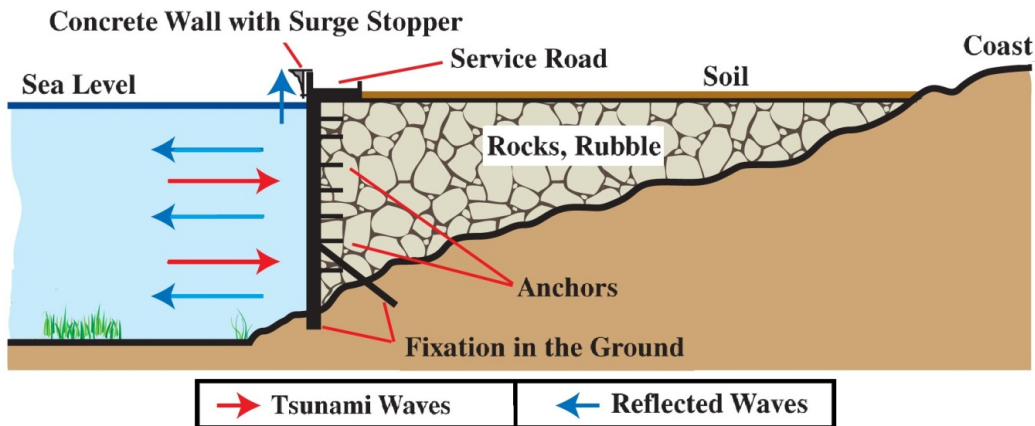 Concrete Wall with Surge Stopper
Service Road
Coast
Sea Level
Soil
Rocks, Rubble
Anchors
Fixation in the Ground
Tsunami Waves
Reflected Waves